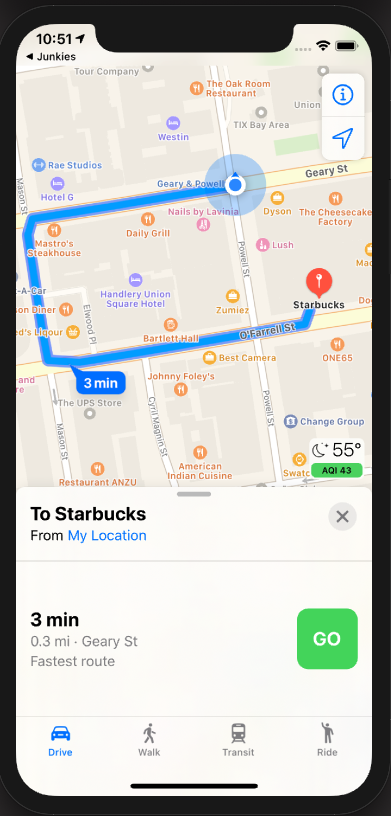 10:51
◀ Junkies
Tour Company
The Oak Room
Restaurant
Union
Westin
TIX Bay Area
Rae Studios
Geary St
Mason St
Hotel G
Geary & Powell
Dyson
Nails by Lavinia
The Cheesecake
Factory
Daily Grill
Mastro's
Steakhouse
Powell St
Lush
-A-Car
Handlery Union
Square Hotel
Starbucks
Zumiez
son Diner
Elwood Pl
ed's Liqour
Bartlett Hall
O'Farrell St
Best Camera
ONE65
3 min
Johnny Foley's
The UPS Store
Cyril Magnin St
Powell St
Change Group
Mason St
American
Indian Cuisine
55°
AQI 43
Restaurant ANZU
To Starbucks
From My Location
3 min
0.3 mi · Geary St
Fastest route
GO
Drive
Walk
Transit
Ride